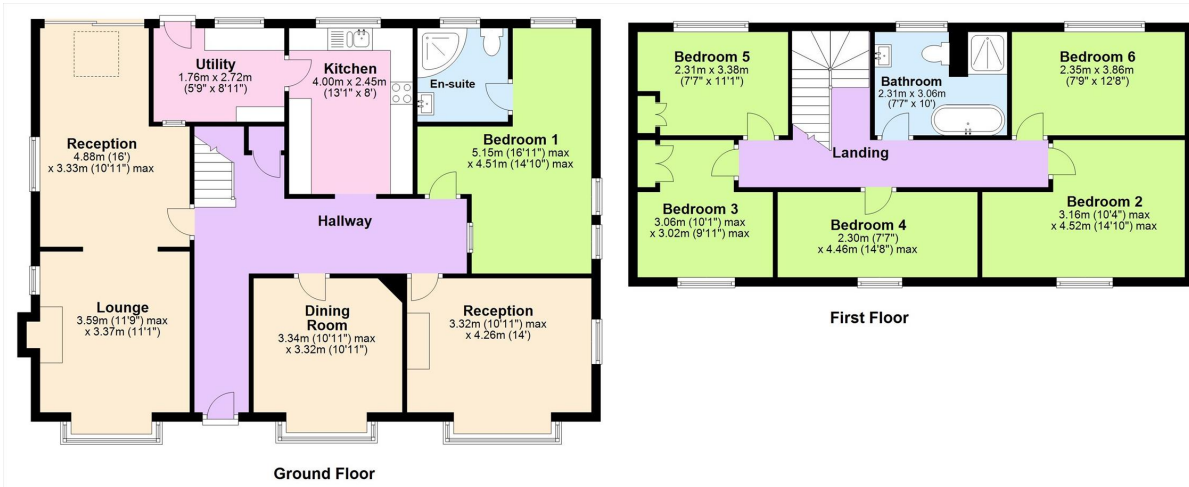 Utility
1.76m x 2.72m
(5'9" x 8'11")
Kitchen
4.00m x 2.45m
(13'1" x 8')
En-suite
Reception
4.88m (16')
x 3.33m (10'11") max
Bedroom 1
5.15m (16'11") max
x 4.51m (14'10") max
Hallway
Lounge
3.59m (11'9") max
x 3.37m (11'1")
Dining
Room
3.34m (10'11") max
x 3.32m (10'11")
Reception
3.32m (10'11") max
x 4.26m (14')
Ground Floor
Bedroom 5
2.31m x 3.38m
(7'7" x 11'1")
Bathroom
2.31m x 3.06m
(7'7" x 10')
Bedroom 6
2.35m x 3.86m
(7'9" x 12'8")
Landing
Bedroom 3
3.06m (10'1") max
x 3.02m (9'11") max
Bedroom 4
2.30m (7'7")
x 4.46m (14'8") max
Bedroom 2
3.16m (10'4") max
x 4.52m (14'10") max
First Floor